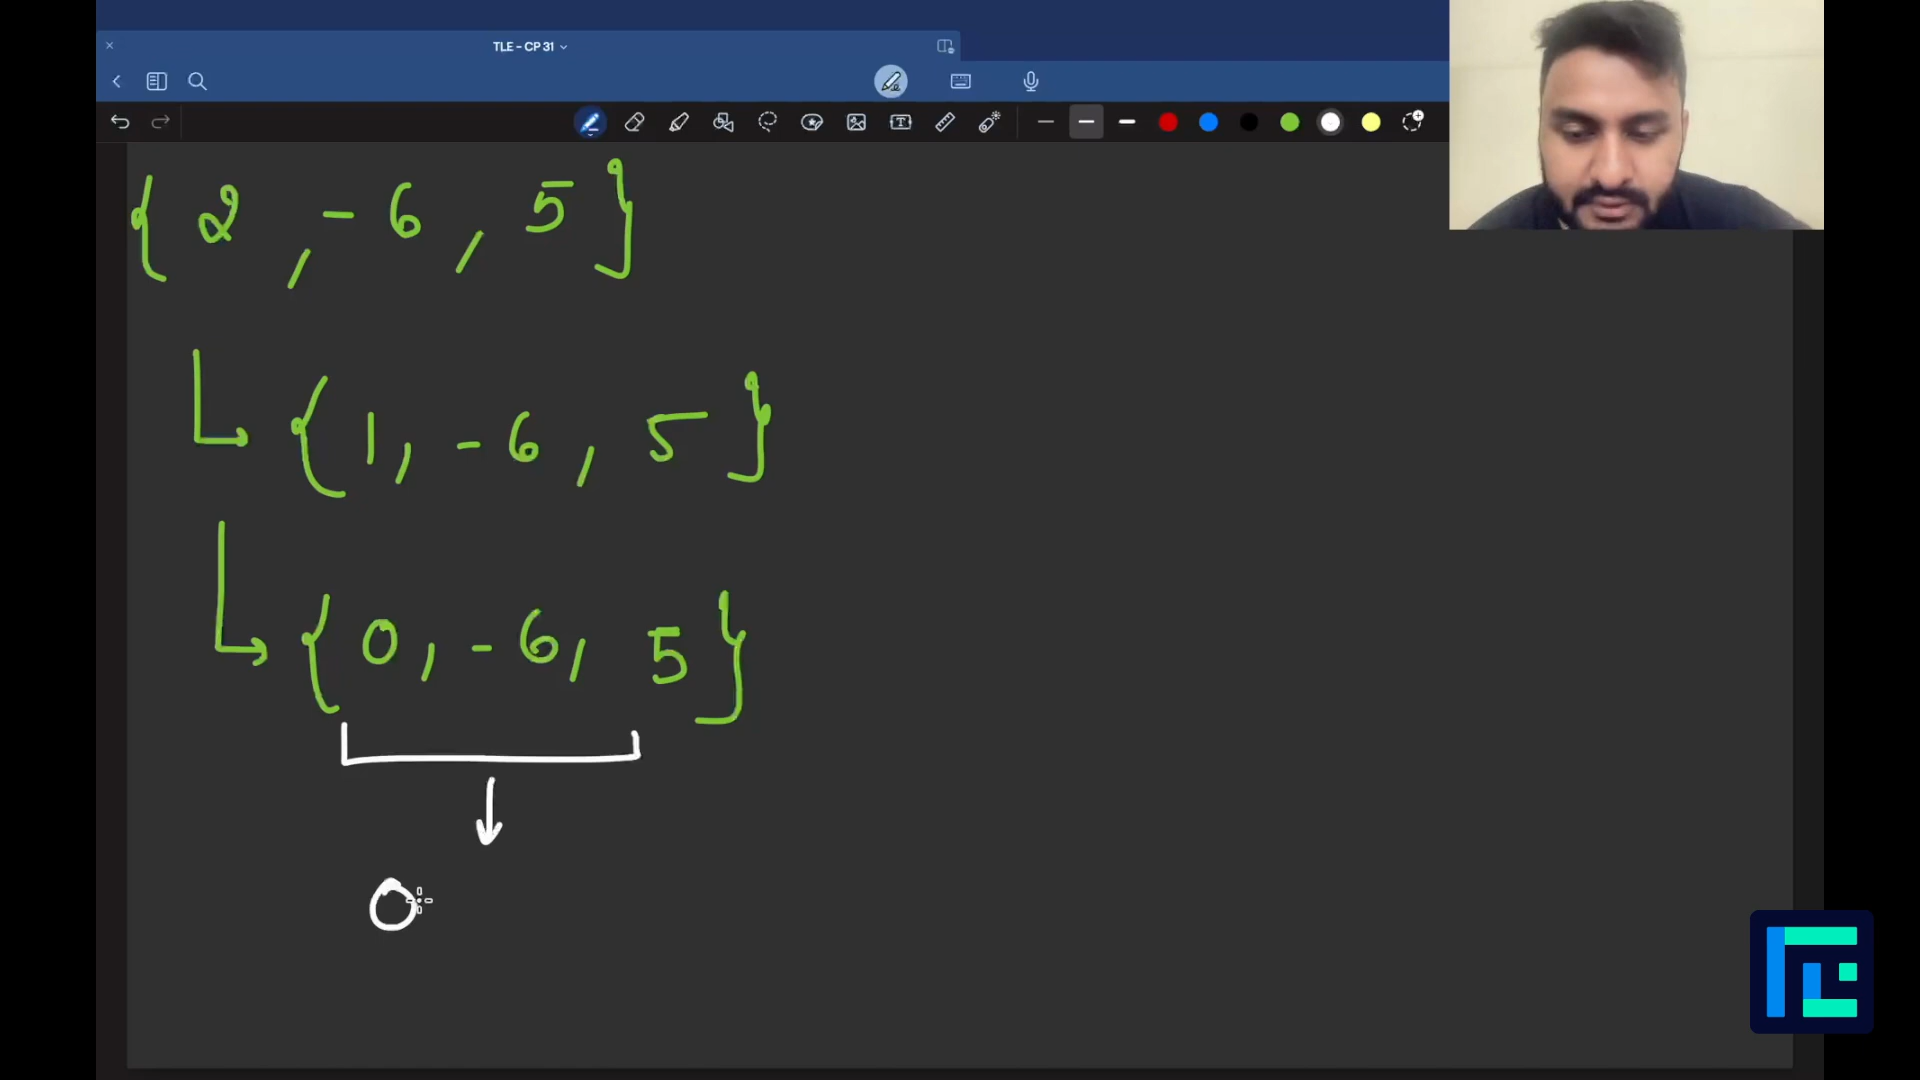 TLE - CP 31
{ 2 , - 6 , 5 }
{ 1 , - 6 , 5 }
{ 0 , - 6 , 5 }
0